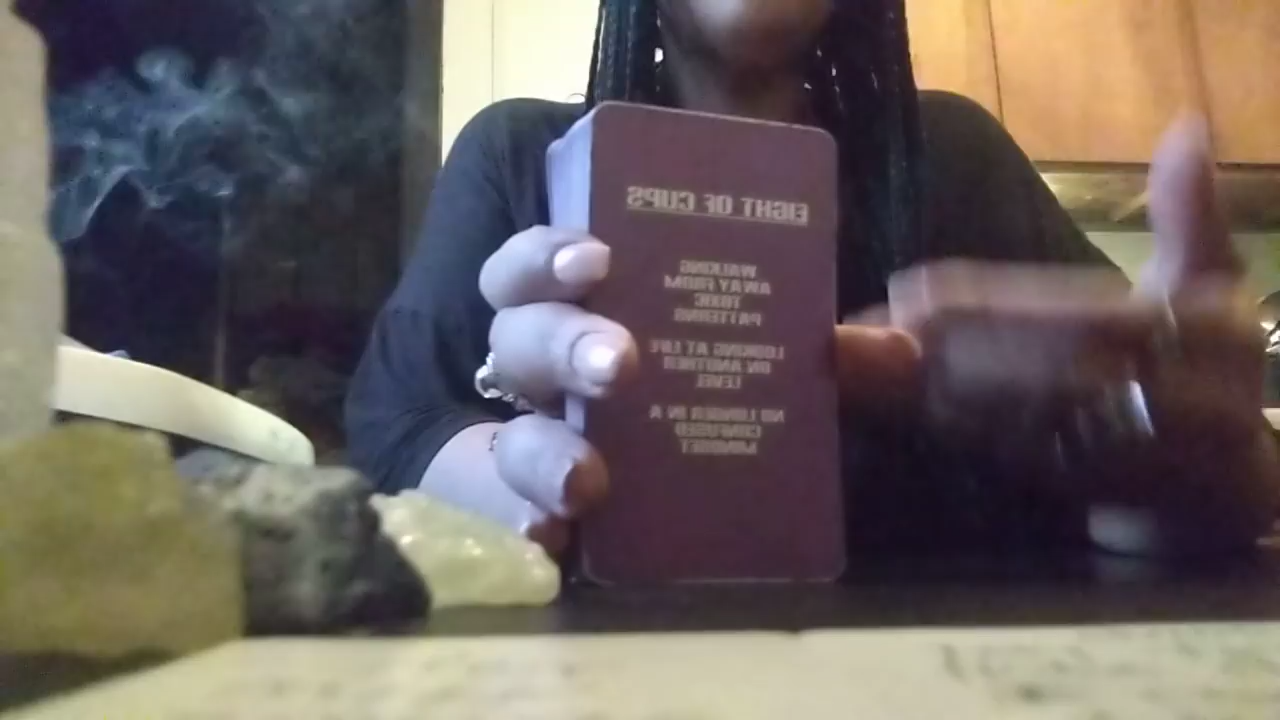 EIGHT OF CUPS
WALKING
AWAY FROM
TOXIC
PATTERNS
LOOKING AT LIFE
ON ANOTHER
LEVEL
NO LONGER IN A
CONFUSED
MINDSET